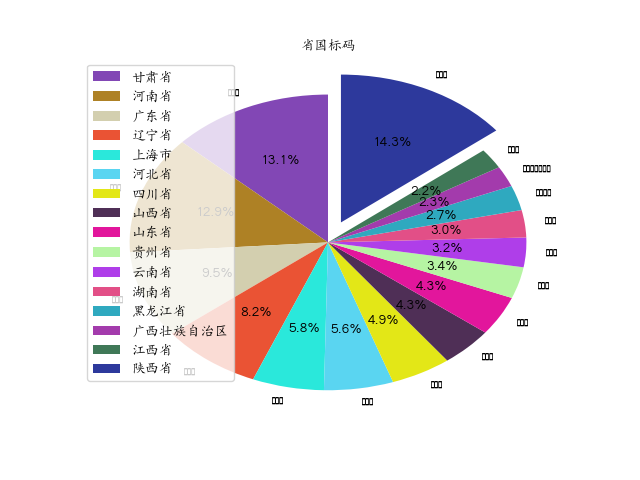 省国标码
甘肃省
河南省
广东省
辽宁省
上海市
河北省
四川省
山西省
山东省
贵州省
云南省
湖南省
黑龙江省
广西壮族自治区
江西省
陕西省
14.3%
13.1%
12.9%
9.5%
8.2%
5.8%
5.6%
4.9%
4.3%
4.3%
3.4%
3.2%
3.0%
2.7%
2.3%
2.2%